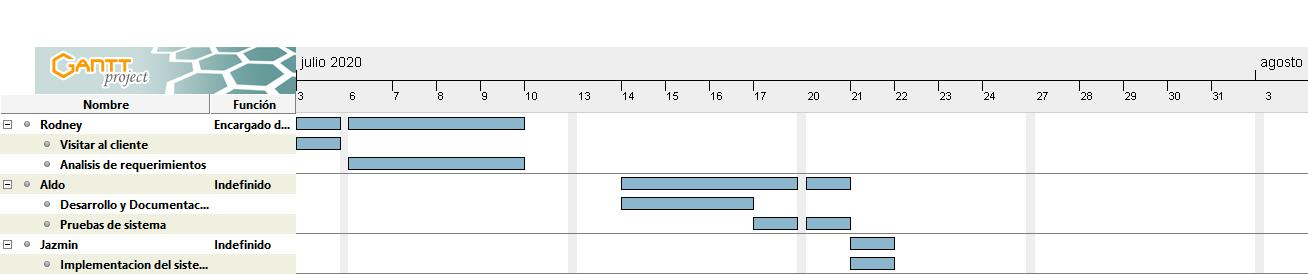 GANTT
project
julio 2020
agosto
3 6 7 8 9 10 13 14 15 16 17 20 21 22 23 24 27 28 29 30 31 3
Nombre Función
Rodney Encargado d...
Visitar al cliente
Analisis de requerimientos
Aldo Indefinido
Desarrollo y Documentac...
Pruebas de sistema
Jazmin Indefinido
Implementacion del siste...